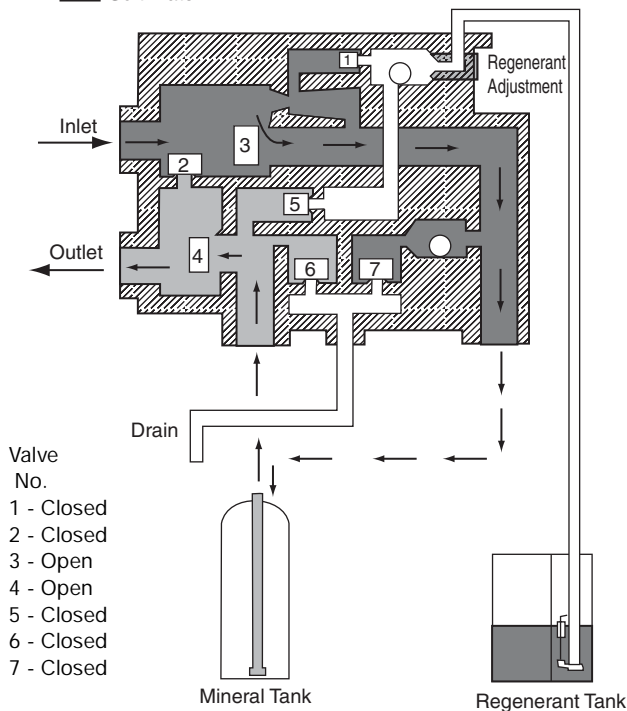 1
Regenerant
Adjustment
Inlet
3
2
5
Outlet
4
6
7
Drain
Valve
No.
1 - Closed
2 - Closed
3 - Open
4 - Open
5 - Closed
6 - Closed
7 - Closed
Mineral Tank
Regenerant Tank